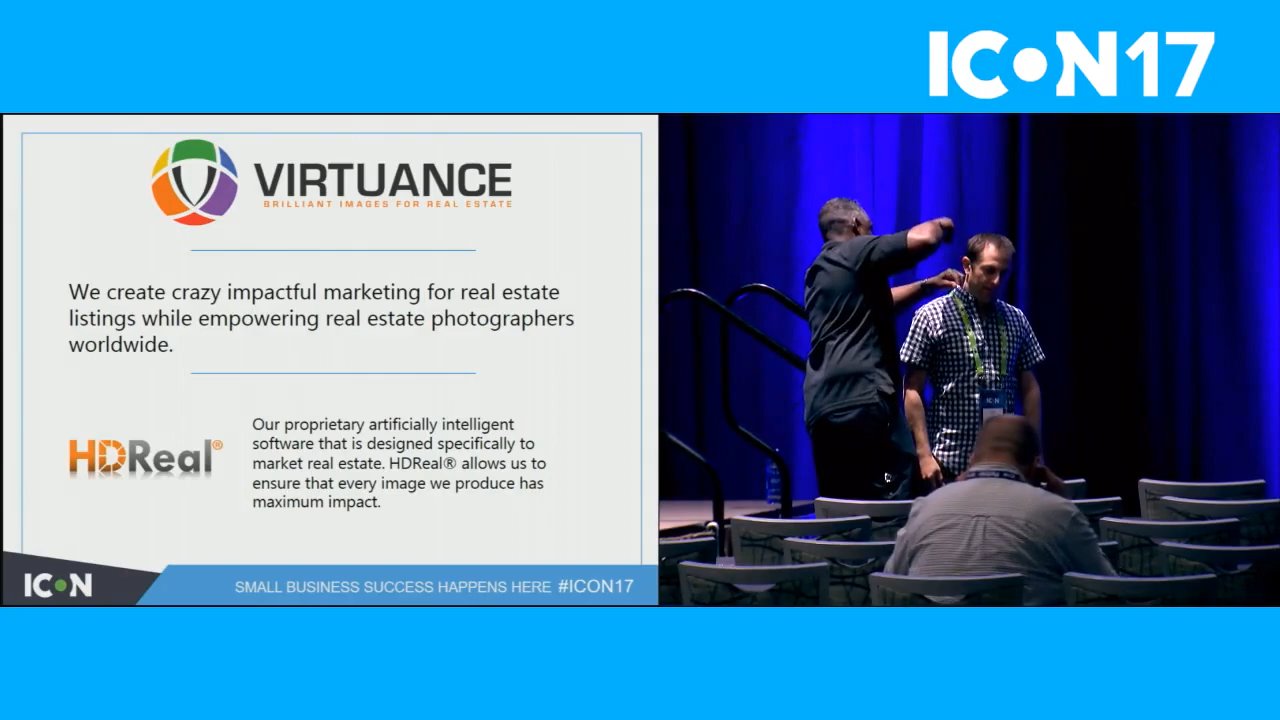 ICON17
VIRTUANCE
BRILLIANT IMAGES FOR REAL ESTATE
We create crazy impactful marketing for real estate
listings while empowering real estate photographers
worldwide.
HDReal®
Our proprietary artificially intelligent
software that is designed specifically to
market real estate. HDReal® allows us to
ensure that every image we produce has
maximum impact.
ICON
SMALL BUSINESS SUCCESS HAPPENS HERE #ICON17
ICON